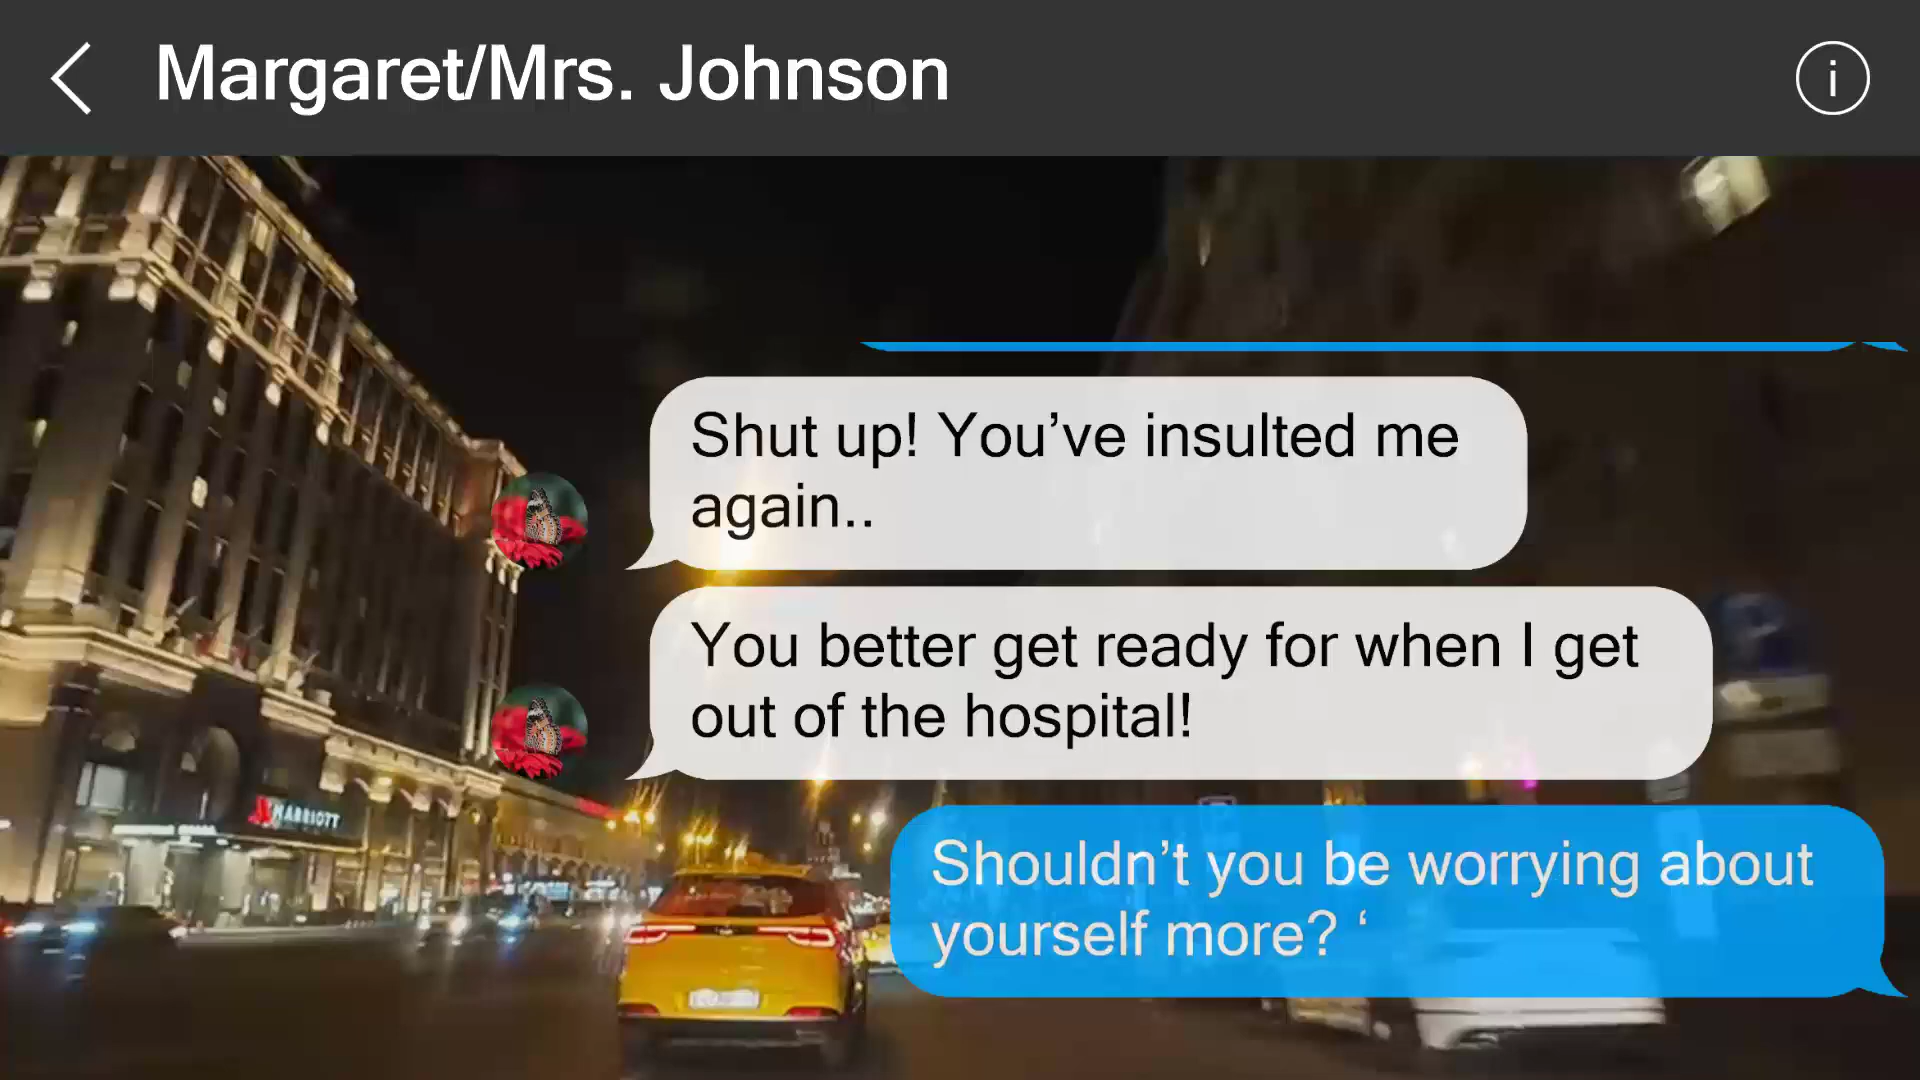 Margaret/Mrs. Johnson
i
Shut up! You’ve insulted me
again..
You better get ready for when I get
out of the hospital!
Shouldn’t you be worrying about
yourself more? ‘
MARRIOTT